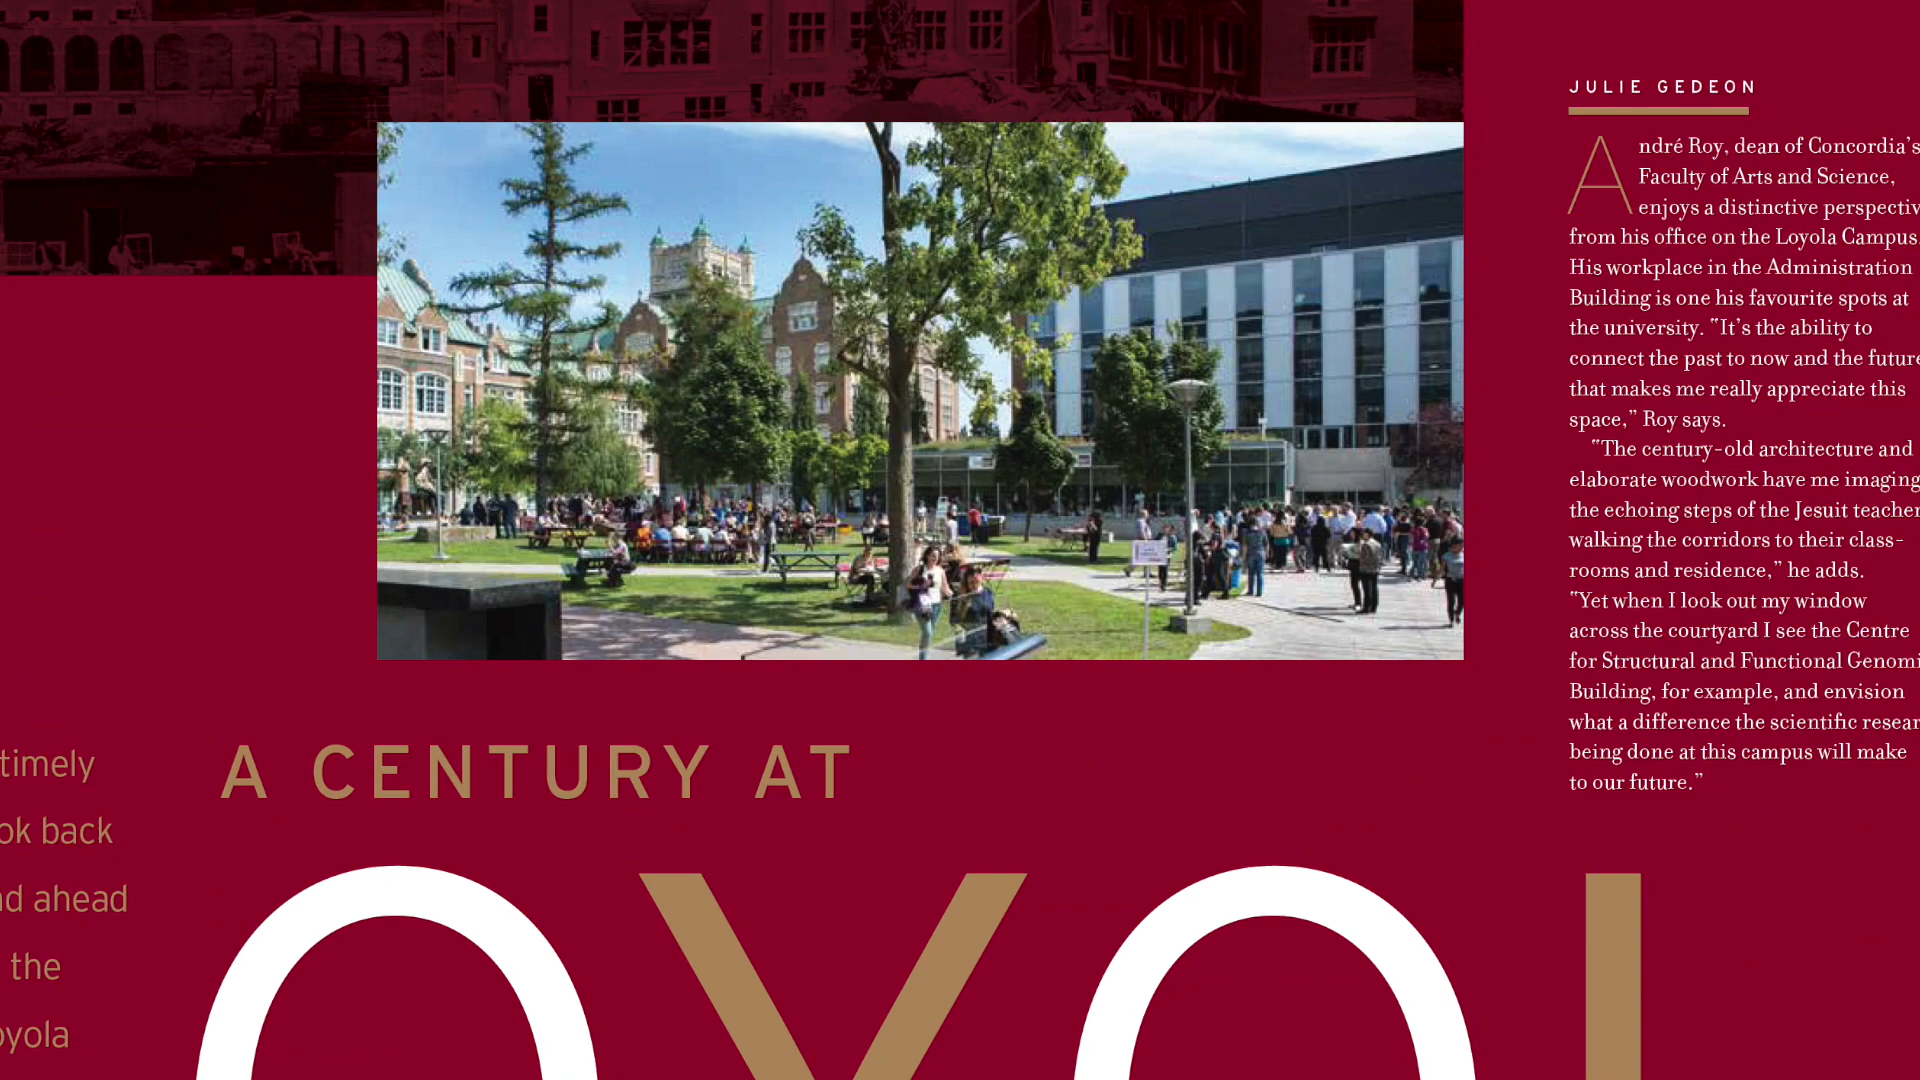 JULIE GEDEON
André Roy, dean of Concordia's
Faculty of Arts and Science,
enjoys a distinctive perspectiv
from his office on the Loyola Campus.
His workplace in the Administration
Building is one his favourite spots at
the university. "It's the ability to
connect the past to now and the future
that makes me really appreciate this
space," Roy says.
"The century-old architecture and
elaborate woodwork have me imaging
the echoing steps of the Jesuit teacher
walking the corridors to their class-
rooms and residence," he adds.
"Yet when I look out my window
across the courtyard I see the Centre
for Structural and Functional Genomi
Building, for example, and envision
what a difference the scientific resear
being done at this campus will make
to our future."
timely
ok back
d ahead
the
oyola
A CENTURY AT
OYOL